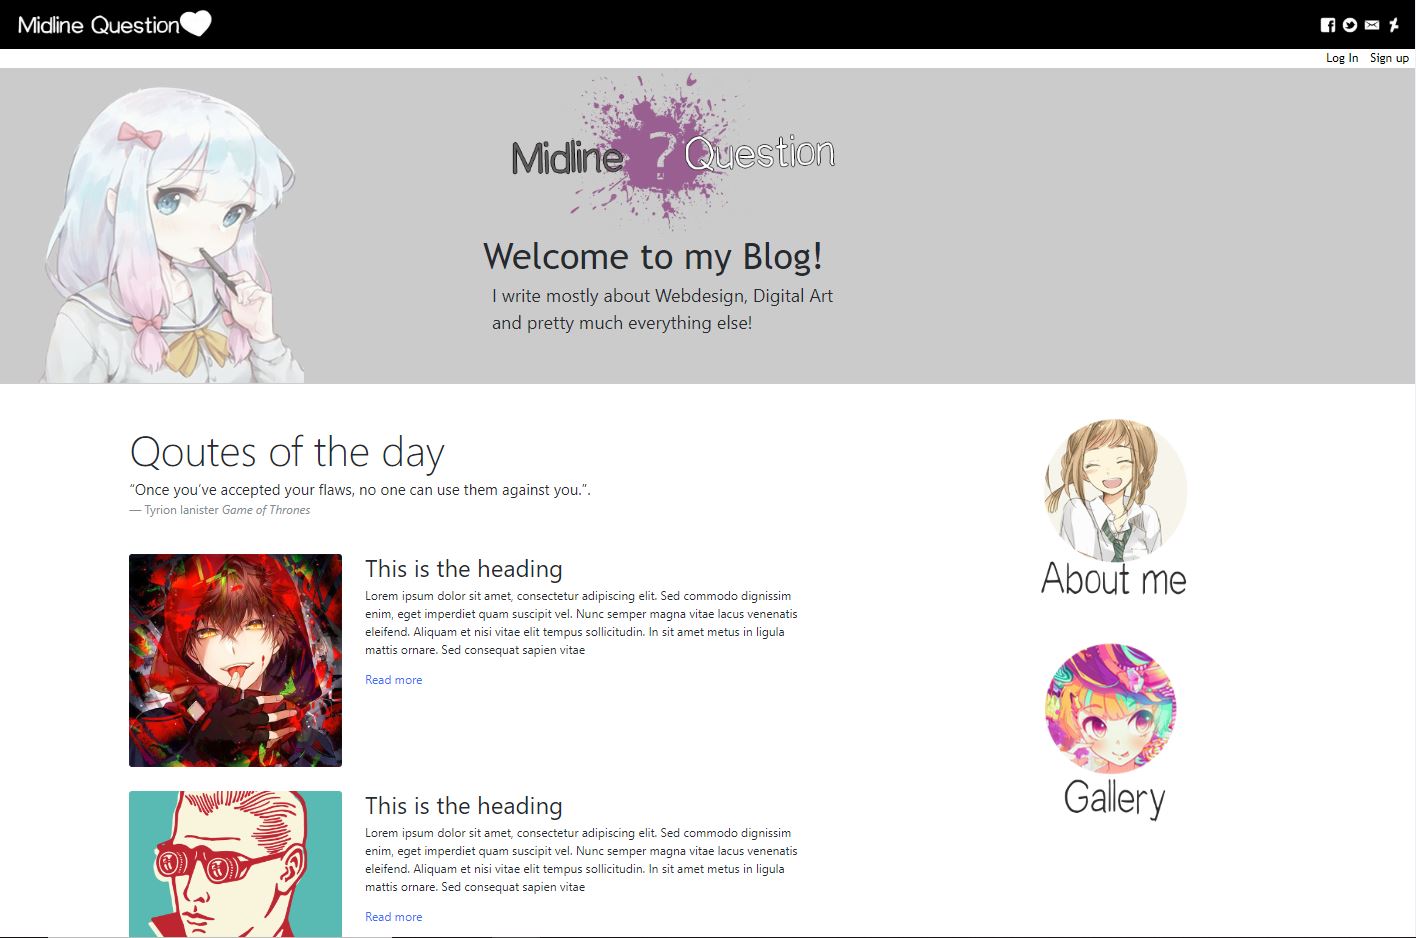 Midline Question
Log In Sign up
Midline ? Question
Welcome to my Blog!
I write mostly about Webdesign, Digital Art
and pretty much everything else!
Qoutes of the day
“Once you’ve accepted your flaws, no one can use them against you.”.
— Tyrion lanister Game of Thrones
This is the heading
Lorem ipsum dolor sit amet, consectetur adipiscing elit. Sed commodo dignissim
enim, eget imperdiet quam suscipit vel. Nunc semper magna vitae lacus venenatis
eleifend. Aliquam et nisi vitae elit tempus sollicitudin. In sit amet metus in ligula
mattis ornare. Sed consequat sapien vitae
Read more
This is the heading
Lorem ipsum dolor sit amet, consectetur adipiscing elit. Sed commodo dignissim
enim, eget imperdiet quam suscipit vel. Nunc semper magna vitae lacus venenatis
eleifend. Aliquam et nisi vitae elit tempus sollicitudin. In sit amet metus in ligula
mattis ornare. Sed consequat sapien vitae
Read more
About me
Gallery